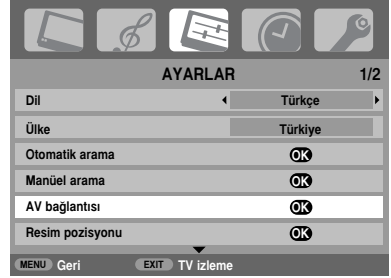 AYARLAR 1/2
Dil Türkçe
Ülke Türkiye
Otomatik arama OK
Manüel arama OK
AV bağlantısı OK
Resim pozisyonu OK
MENU Geri EXIT TV izleme